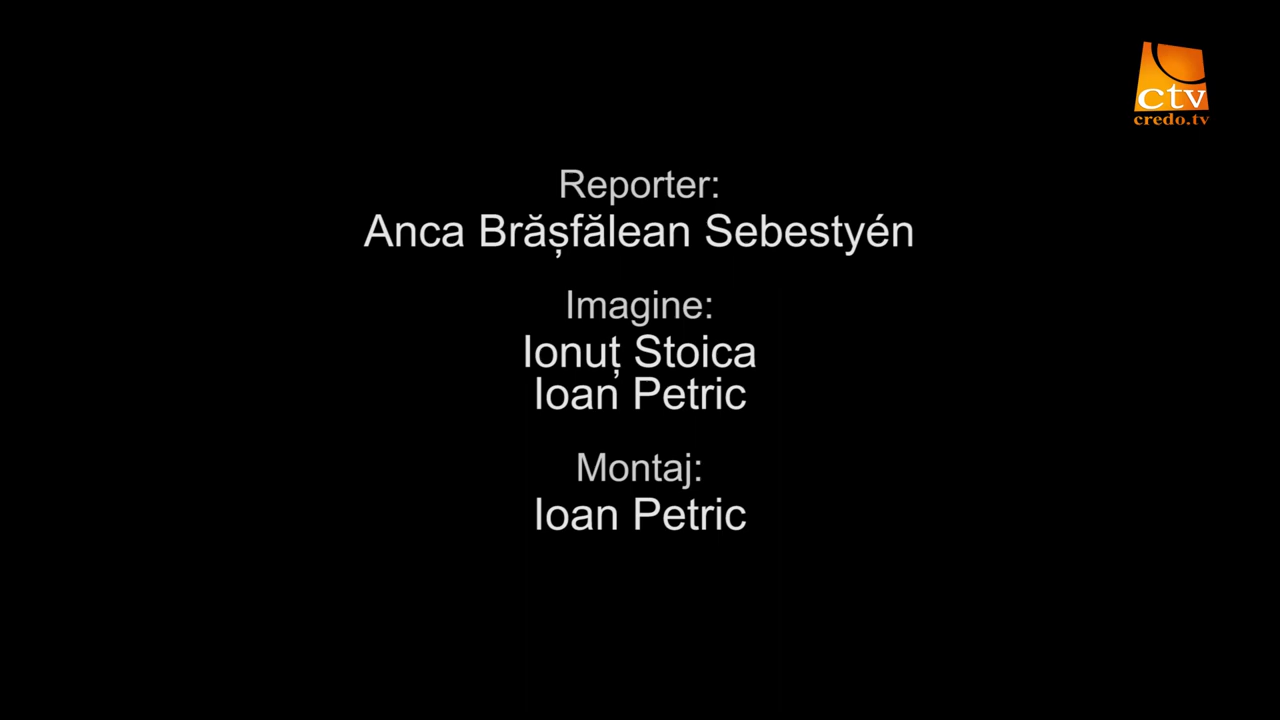 ctv
credo.tv
Reporter:
Anca Brășfălean Sebestyén
Imagine:
Ionuț Stoica
Ioan Petric
Montaj:
Ioan Petric